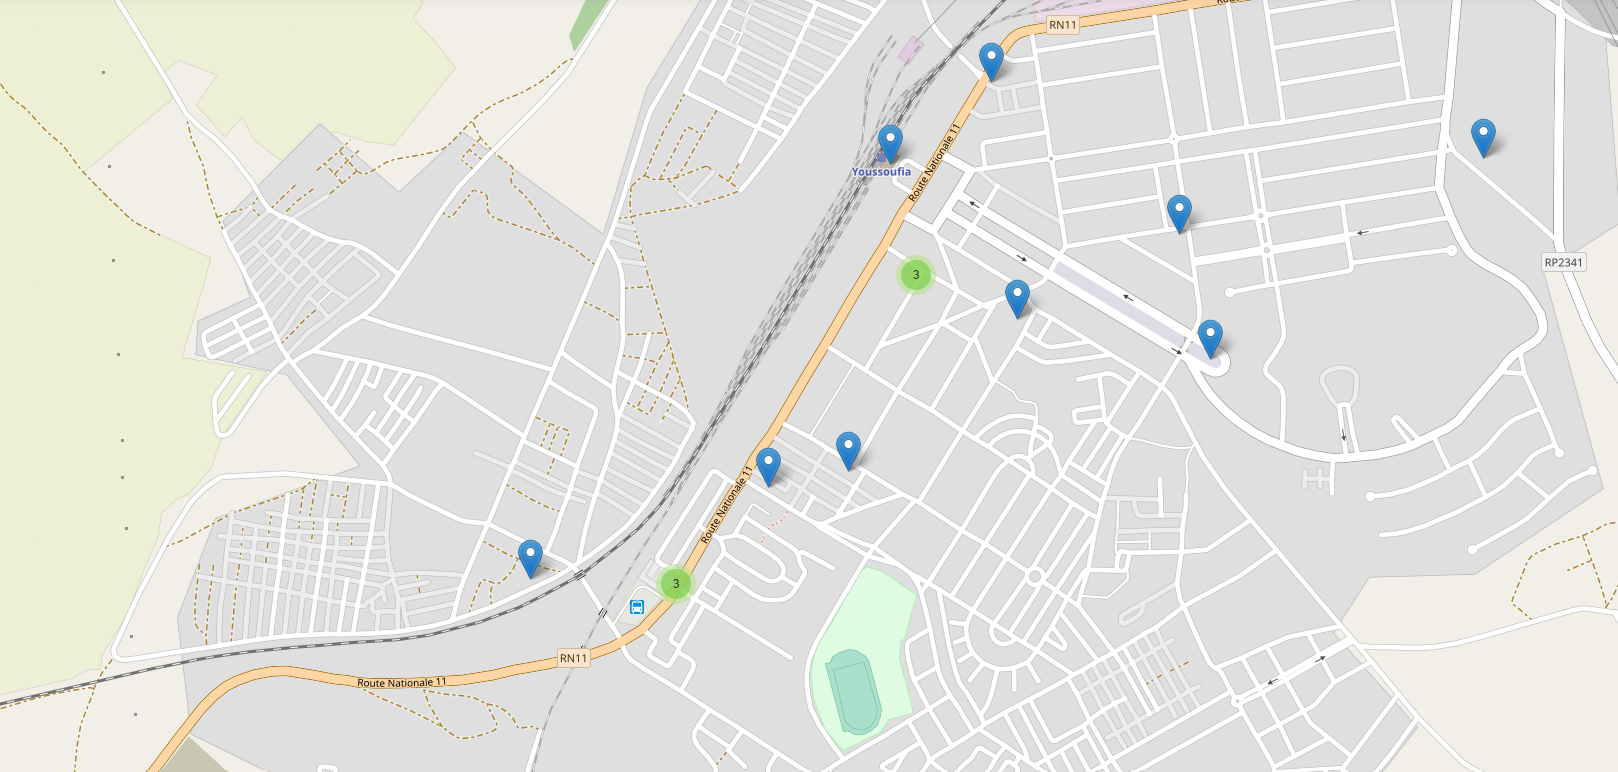 RN11
Route Nationale 11
Youssoufia
RP2341
3
Route Nationale 11
3
RN11
Route Nationale 11